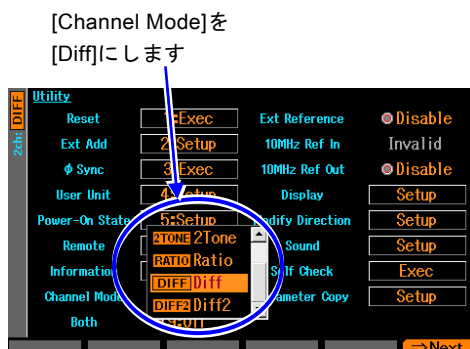 [Channel Mode]を
[Diff]にします
DIFF
2ch:
Utility
Reset 1:Exec Ext Reference Disable
Ext Add 2:Setup 10MHz Ref In Invalid
φ Sync 3:Exec 10MHz Ref Out Disable
User Unit 4:Setup Display Setup
Power-On State 5:Setup Modify Direction Setup
Remote Sound Setup
Information Self Check Exec
Channel Mode Parameter Copy Setup
Both :Off
2TONE 2Tone
RATIO Ratio
DIFF Diff
DIFF2 Diff2
⇒Next